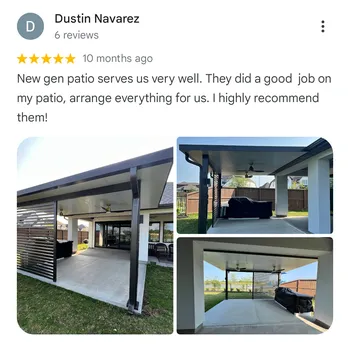 D
Dustin Navarez
6 reviews
10 months ago
New gen patio serves us very well. They did a good job on
my patio, arrange everything for us. I highly recommend
them!